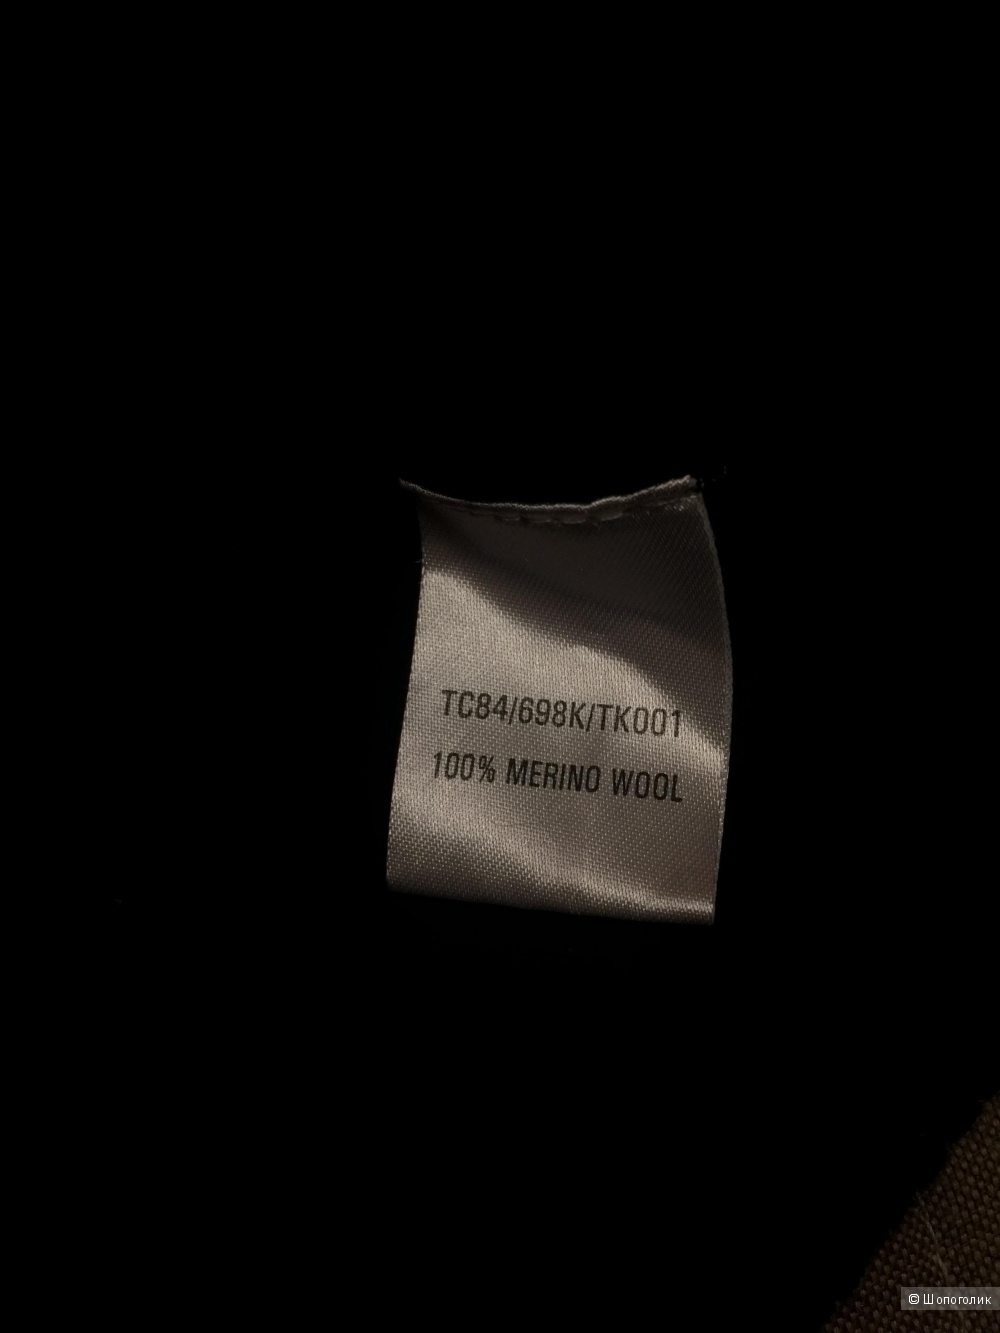 TC84/698K/TK001
100% MERINO WOOL
© Шопоголик